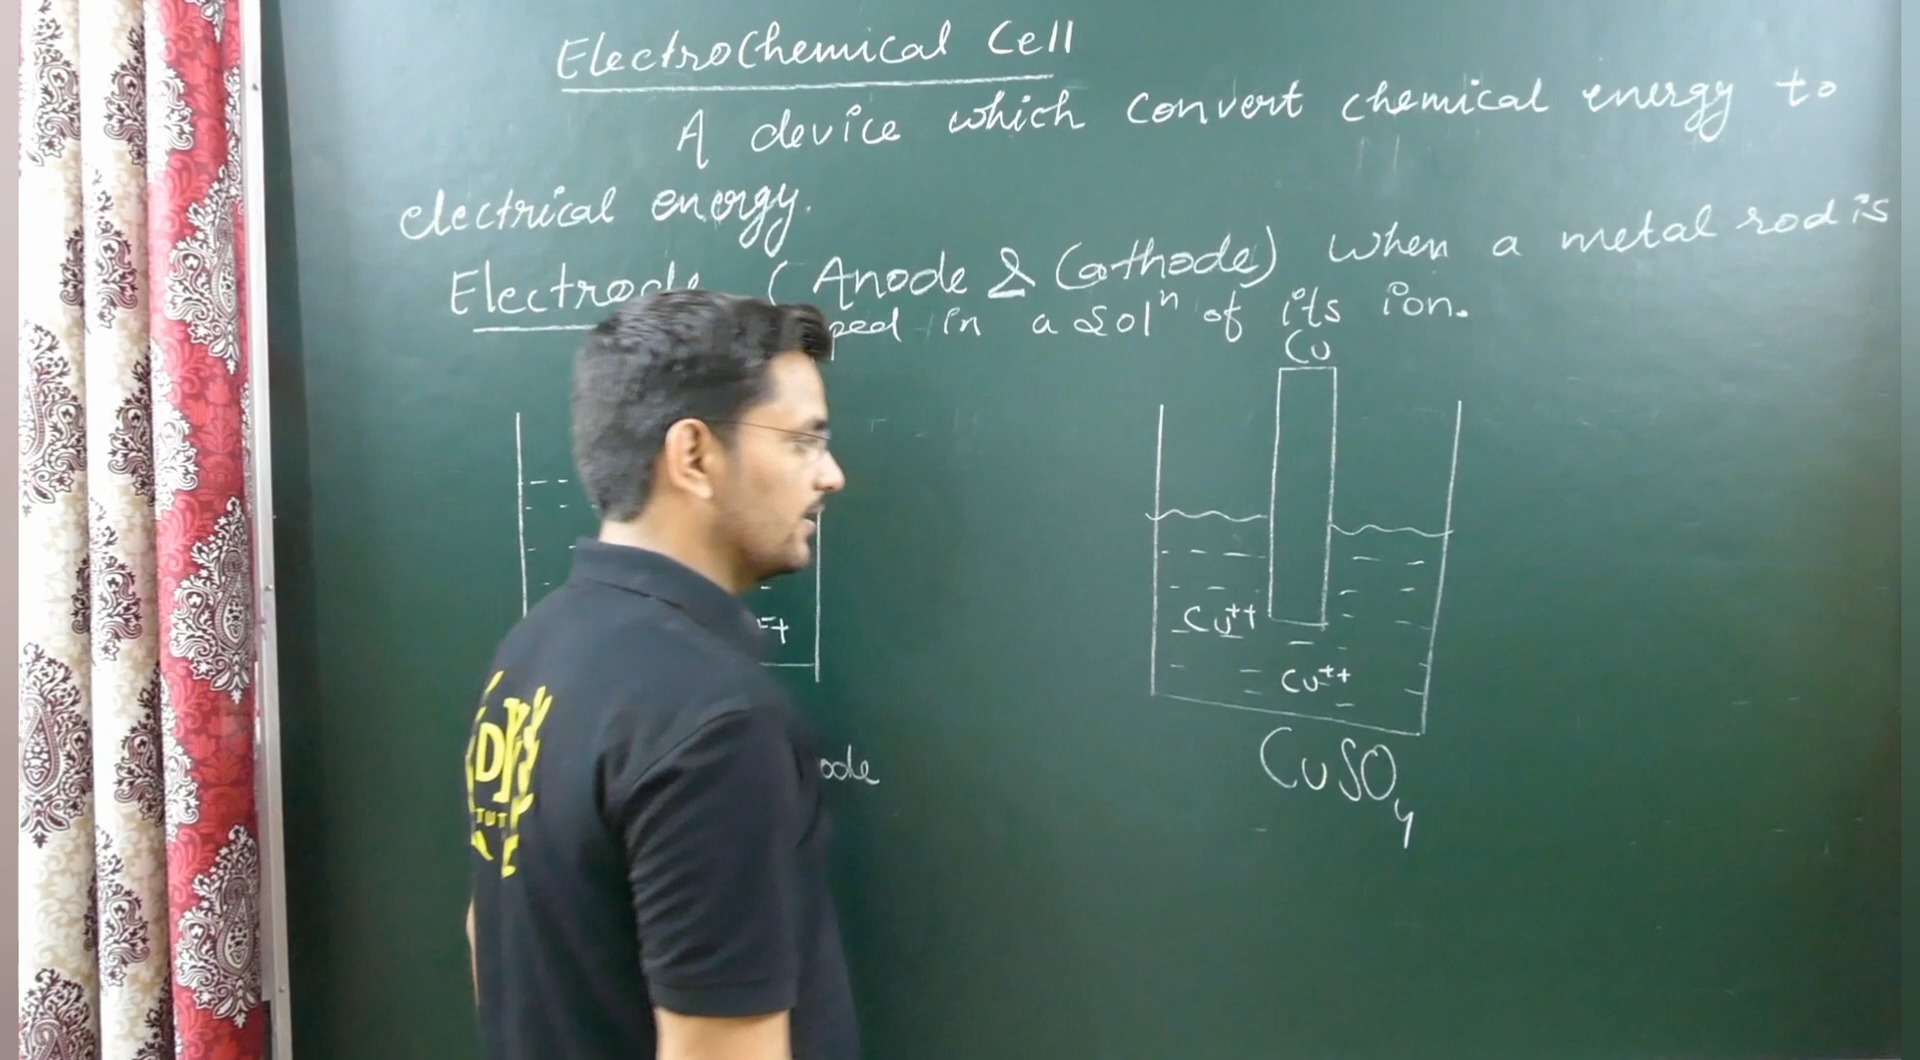 Electrochemical Cell
A device which convert chemical energy to
electrical energy.
Electrode (Anode & Cathode) When a metal rod is
in a Solⁿ of its ion.
Cu
Cu++
Cu++
CuSO4